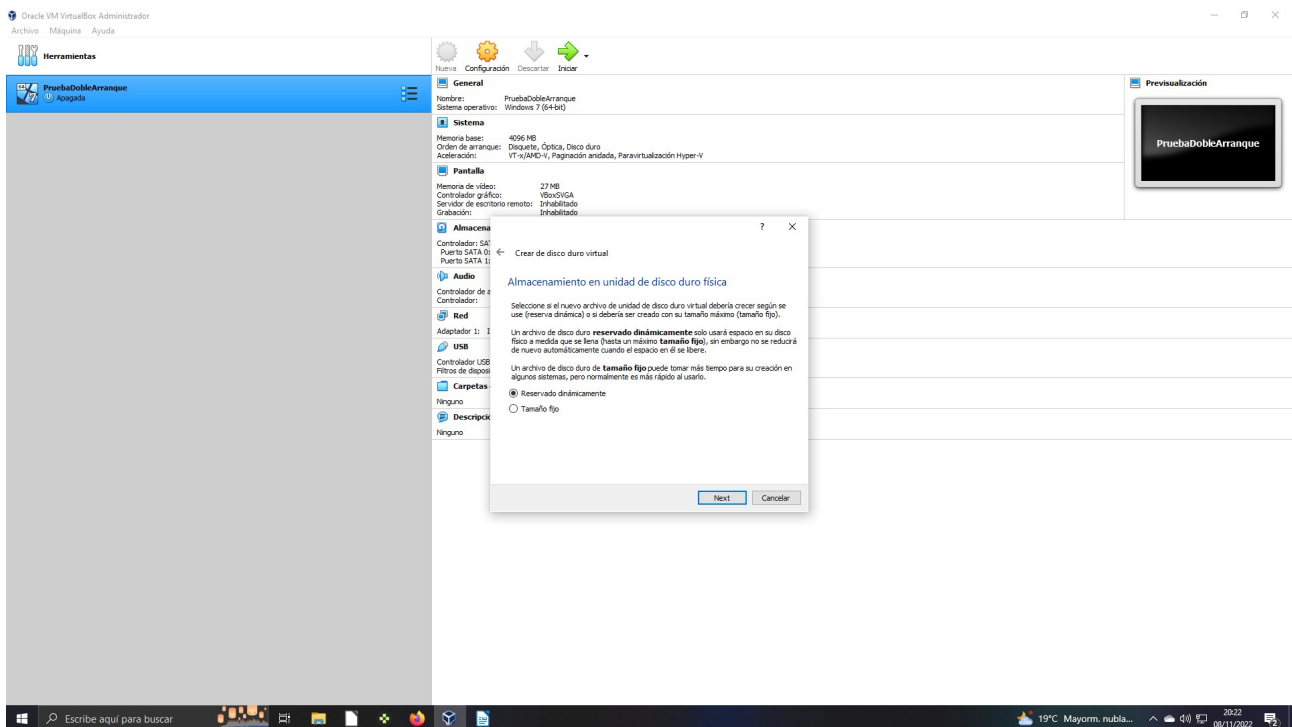 Oracle VM VirtualBox Administrador
Archivo Máquina Ayuda
Herramientas
PruebaDobleArranque
Apagada
Nueva Configuración Descartar Iniciar
General
Nombre: PruebaDobleArranque
Sistema operativo: Windows 7 (64-bit)
Sistema
Memoria base: 4096 MB
Orden de arranque: Disquete, Óptica, Disco duro
Aceleración: VT-x/AMD-V, Paginación anidada, Paravirtualización Hyper-V
Pantalla
Memoria de vídeo: 27 MB
Controlador gráfico: VBoxSVGA
Servidor de escritorio remoto: Inhabilitado
Grabación: Inhabilitado
Almacena
Controlador: SA
Puerto SATA 0:
Puerto SATA 1:
Audio
Controlador de a
Controlador:
Red
Adaptador 1: I
USB
Controlador USB
Filtros de disposi
Carpetas
Ninguno
Descripció
Ninguno
Previsualización
PruebaDobleArranque
?
Crear de disco duro virtual
Almacenamiento en unidad de disco duro física
Seleccione si el nuevo archivo de unidad de disco duro virtual debería crecer según se
use (reserva dinámica) o si debería ser creado con su tamaño máximo (tamaño fijo).
Un archivo de disco duro reservado dinámicamente solo usará espacio en su disco
físico a medida que se llena (hasta un máximo tamaño fijo), sin embargo no se reducirá
de nuevo automáticamente cuando el espacio en él se libere.
Un archivo de disco duro de tamaño fijo puede tomar más tiempo para su creación en
algunos sistemas, pero normalmente es más rápido al usarlo.
Reservado dinámicamente
Tamaño fijo
Next Cancelar
Escribe aquí para buscar
19°C Mayorm. nubla...
20:22
08/11/2022
2